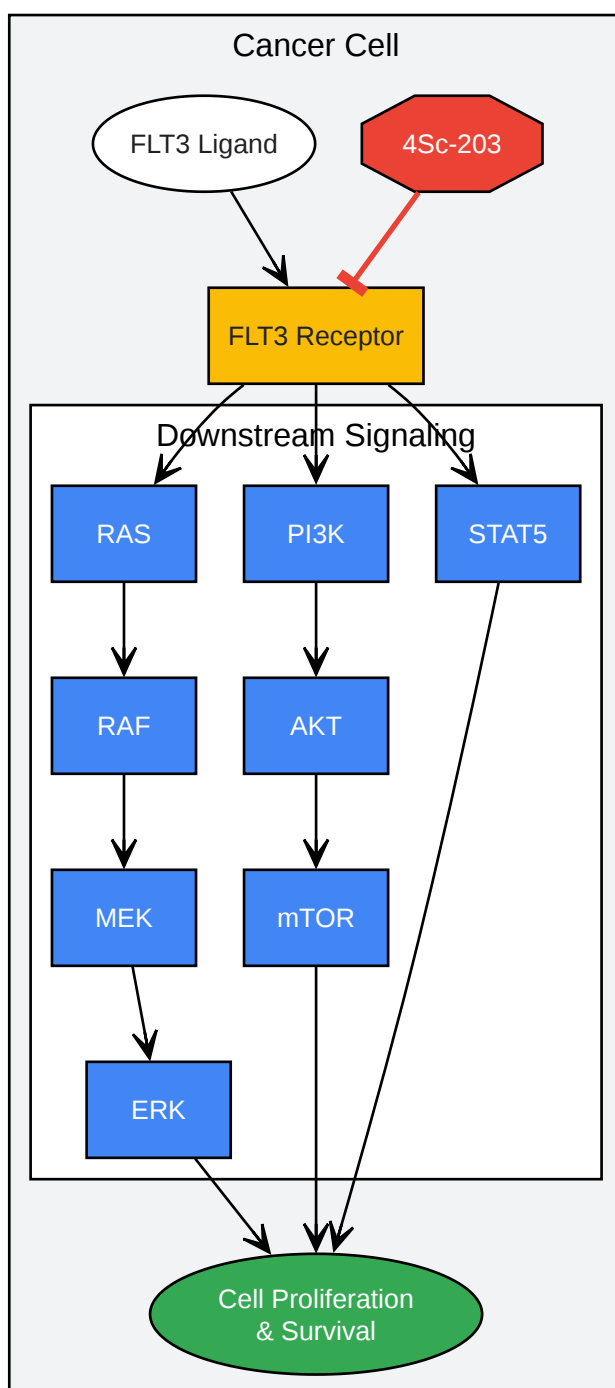 Cancer Cell
FLT3 Ligand
4Sc-203
FLT3 Receptor
Downstream Signaling
RAS
PI3K
STAT5
RAF
AKT
MEK
mTOR
ERK
Cell Proliferation
& Survival